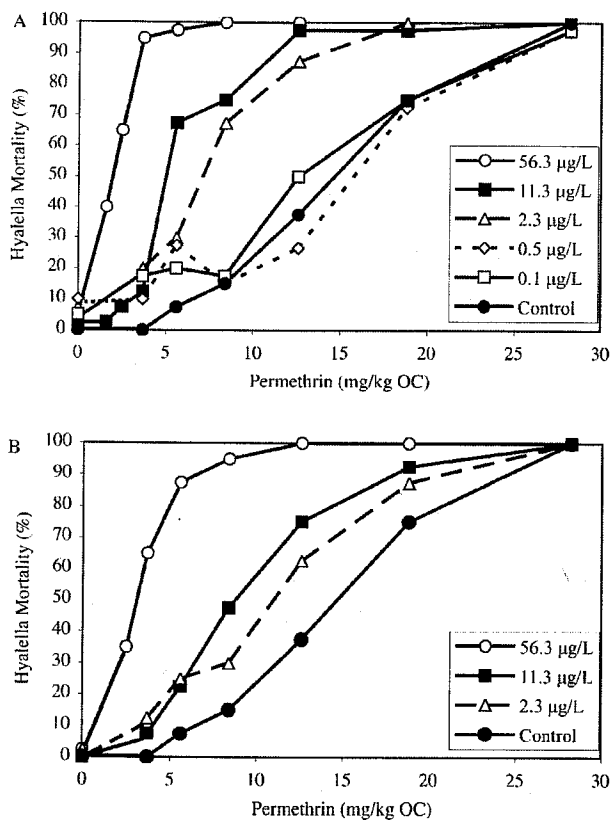 A
100
90
80
70
60
50
40
30
20
10
0
Hyalella Mortality (%)
56.3 µg/L
11.3 µg/L
2.3 µg/L
0.5 µg/L
0.1 µg/L
Control
0 5 10 15 20 25 30
Permethrin (mg/kg OC)
B
100
90
80
70
60
50
40
30
20
10
0
Hyalella Mortality (%)
56.3 µg/L
11.3 µg/L
2.3 µg/L
Control
0 5 10 15 20 25 30
Permethrin (mg/kg OC)